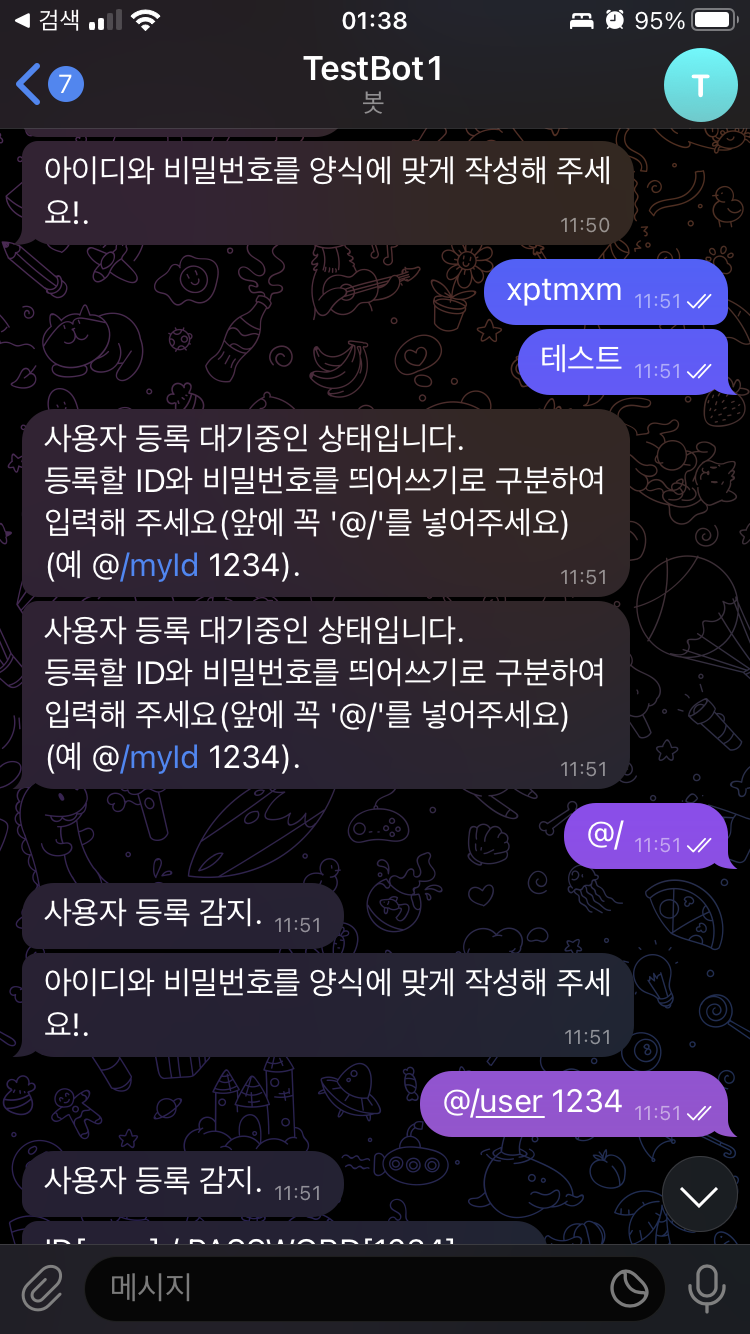 검색
01:38
95%
7
TestBot1
봇
T
아이디와 비밀번호를 양식에 맞게 작성해 주세
요!.
11:50
xptmxm 11:51
테스트 11:51
사용자 등록 대기중인 상태입니다.
등록할 ID와 비밀번호를 띄어쓰기로 구분하여
입력해 주세요(앞에 꼭 '@/'를 넣어주세요)
(예 @/myId 1234).
11:51
사용자 등록 대기중인 상태입니다.
등록할 ID와 비밀번호를 띄어쓰기로 구분하여
입력해 주세요(앞에 꼭 '@/'를 넣어주세요)
(예 @/myId 1234).
11:51
@/ 11:51
사용자 등록 감지. 11:51
아이디와 비밀번호를 양식에 맞게 작성해 주세
요!.
11:51
@/user 1234 11:51
사용자 등록 감지. 11:51
메시지